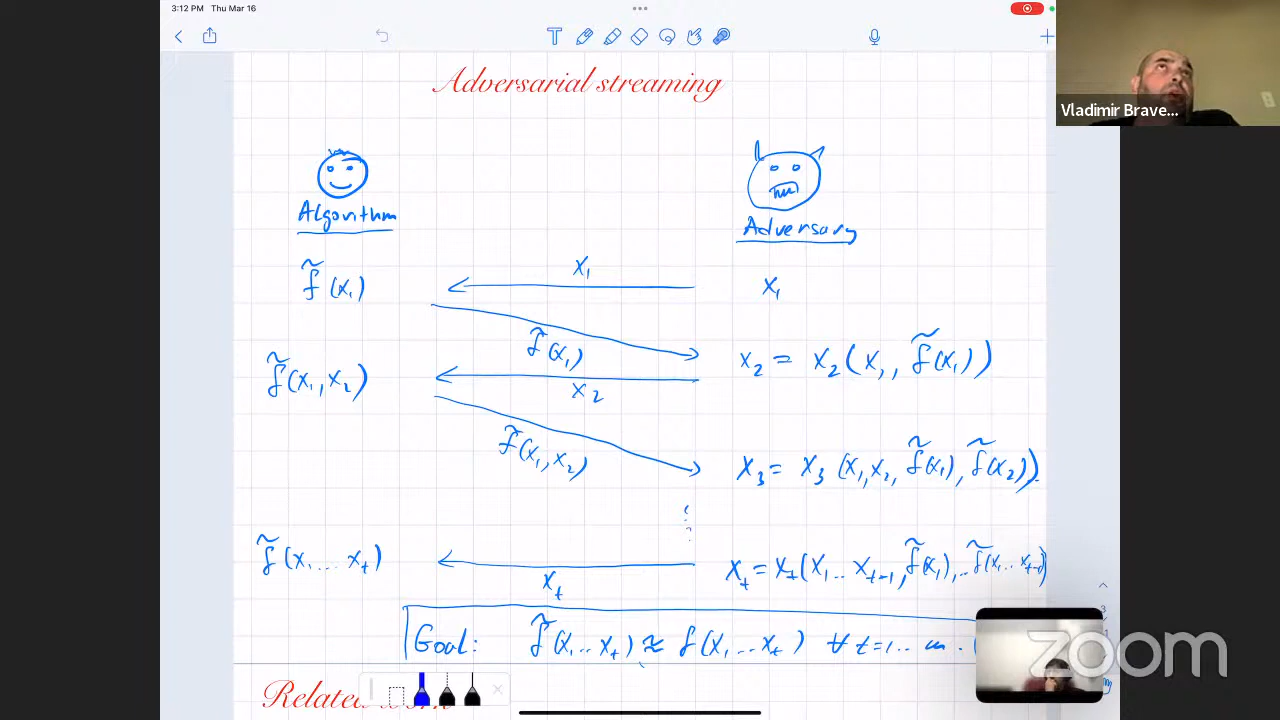 3:12 PM Thu Mar 16
Adversarial streaming
Vladimir Brave...
Algorithm
Adversary
f̃(x₁)
x₁
x₁
f̃(x₁)
x₂ = x₂(x₁, f̃(x₁))
f̃(x₁, x₂)
x₂
f̃(x₁, x₂)
x₃ = x₃(x₁, x₂, f̃(x₁), f̃(x₂)).
f̃(x₁...xₜ)
xₜ
xₜ = xₜ(x₁..xₜ₋₁, f̃(x₁),..f̃(x₁...xₜ₋₁))
Goal: f̃(x₁...xₜ) ≈ f(x₁...xₜ) ∀ t=1... m.
zoom
Related